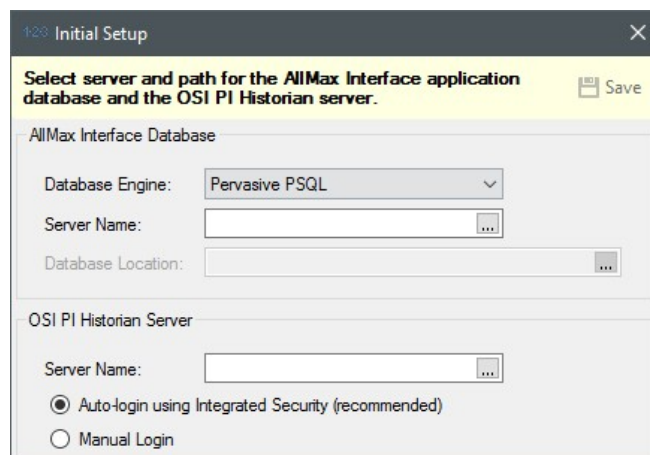 123 Initial Setup
Select server and path for the AllMax Interface application
database and the OSI PI Historian server.
Save
AllMax Interface Database
Database Engine: Pervasive PSQL
Server Name: ...
Database Location: ...
OSI PI Historian Server
Server Name: ...
Auto-login using Integrated Security (recommended)
Manual Login